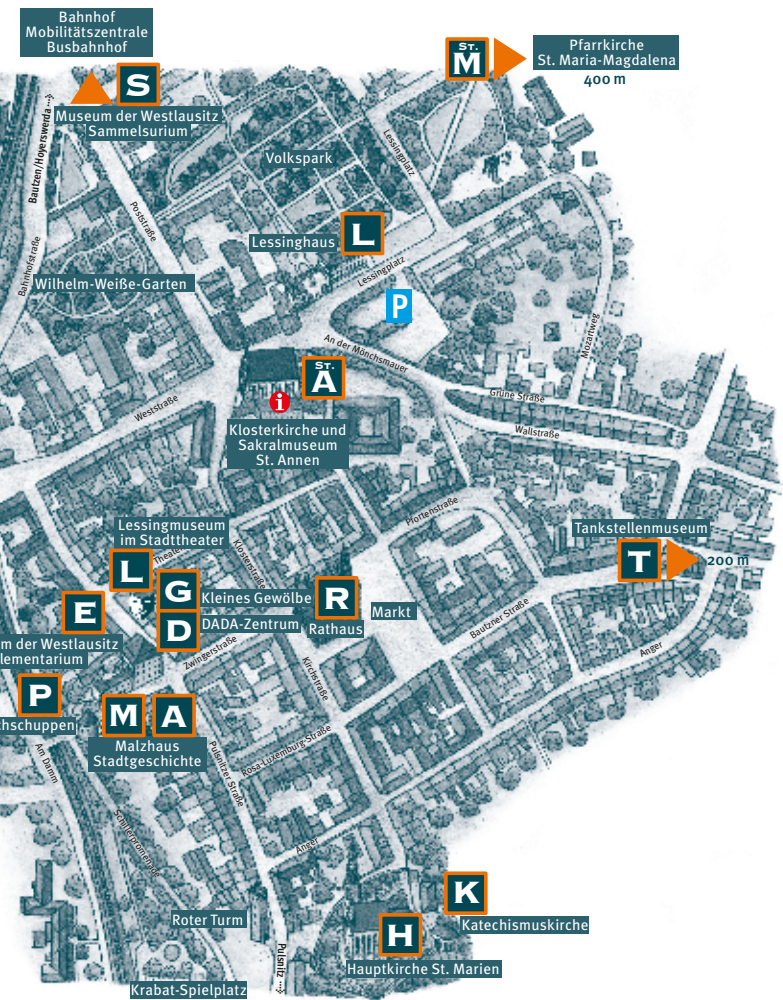 Bahnhof
Mobilitätszentrale
Busbahnhof
S
Museum der Westlausitz
Sammelsurium
St.
M
Pfarrkirche
St. Maria-Magdalena
400 m
Bautzen/Hoyerswerda
Bahnhofstraße
Poststraße
Volkspark
Lessingplatz
Lessinghaus
L
Lessingplatz
Wilhelm-Weiße-Garten
P
An der Mönchsmauer
Mozartweg
St.
A
i
Klosterkirche und
Sakralmuseum
St. Annen
Weststraße
Grüne Straße
Wallstraße
Pfortenstraße
Lessingmuseum
im Stadttheater
L
Klosterstraße
G
Kleines Gewölbe
D
DADA-Zentrum
R
Rathaus
Markt
Tankstellenmuseum
T
200 m
E
der Westlausitz
Zwingerstraße
Kirchstraße
Bautzner Straße
Anger
P
M
A
Malzhaus
Stadtgeschichte
Am Damm
Pulsnitzer Straße
Rosa-Luxemburg-Straße
Schillerpromenade
Anger
Roter Turm
Pulsnitz
K
Katechismuskirche
H
Hauptkirche St. Marien
Krabat-Spielplatz